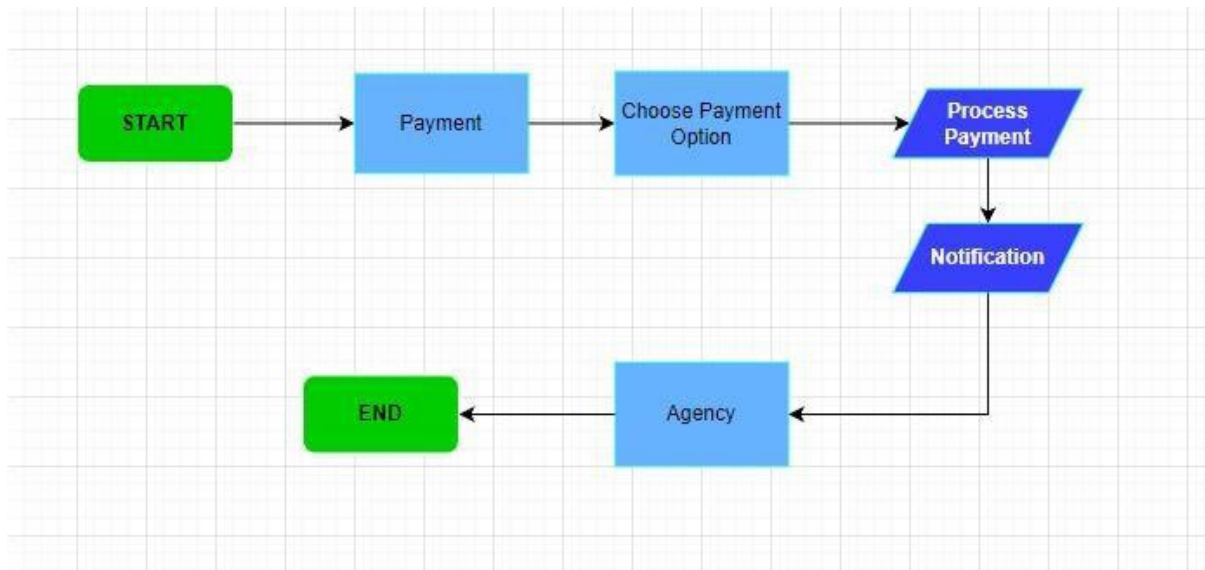 START
Payment
Choose Payment
Option
Process
Payment
Notification
Agency
END